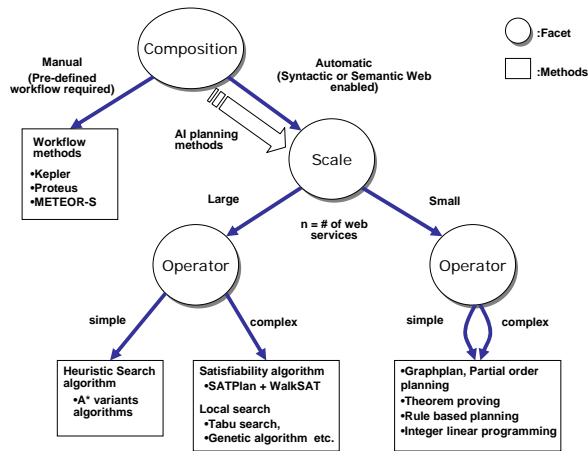 Composition
:Facet
:Methods
Manual
(Pre-defined
workflow required)
Automatic
(Syntactic or Semantic Web
enabled)
AI planning
methods
Workflow
methods
•Kepler
•Proteus
•METEOR-S
Scale
Large
Small
n = # of web
services
Operator
Operator
simple
complex
simple
complex
Heuristic Search
algorithm
•A* variants
algorithms
Satisfiability algorithm
•SATPlan + WalkSAT
Local search
•Tabu search,
•Genetic algorithm etc.
•Graphplan, Partial order
planning
•Theorem proving
•Rule based planning
•Integer linear programming